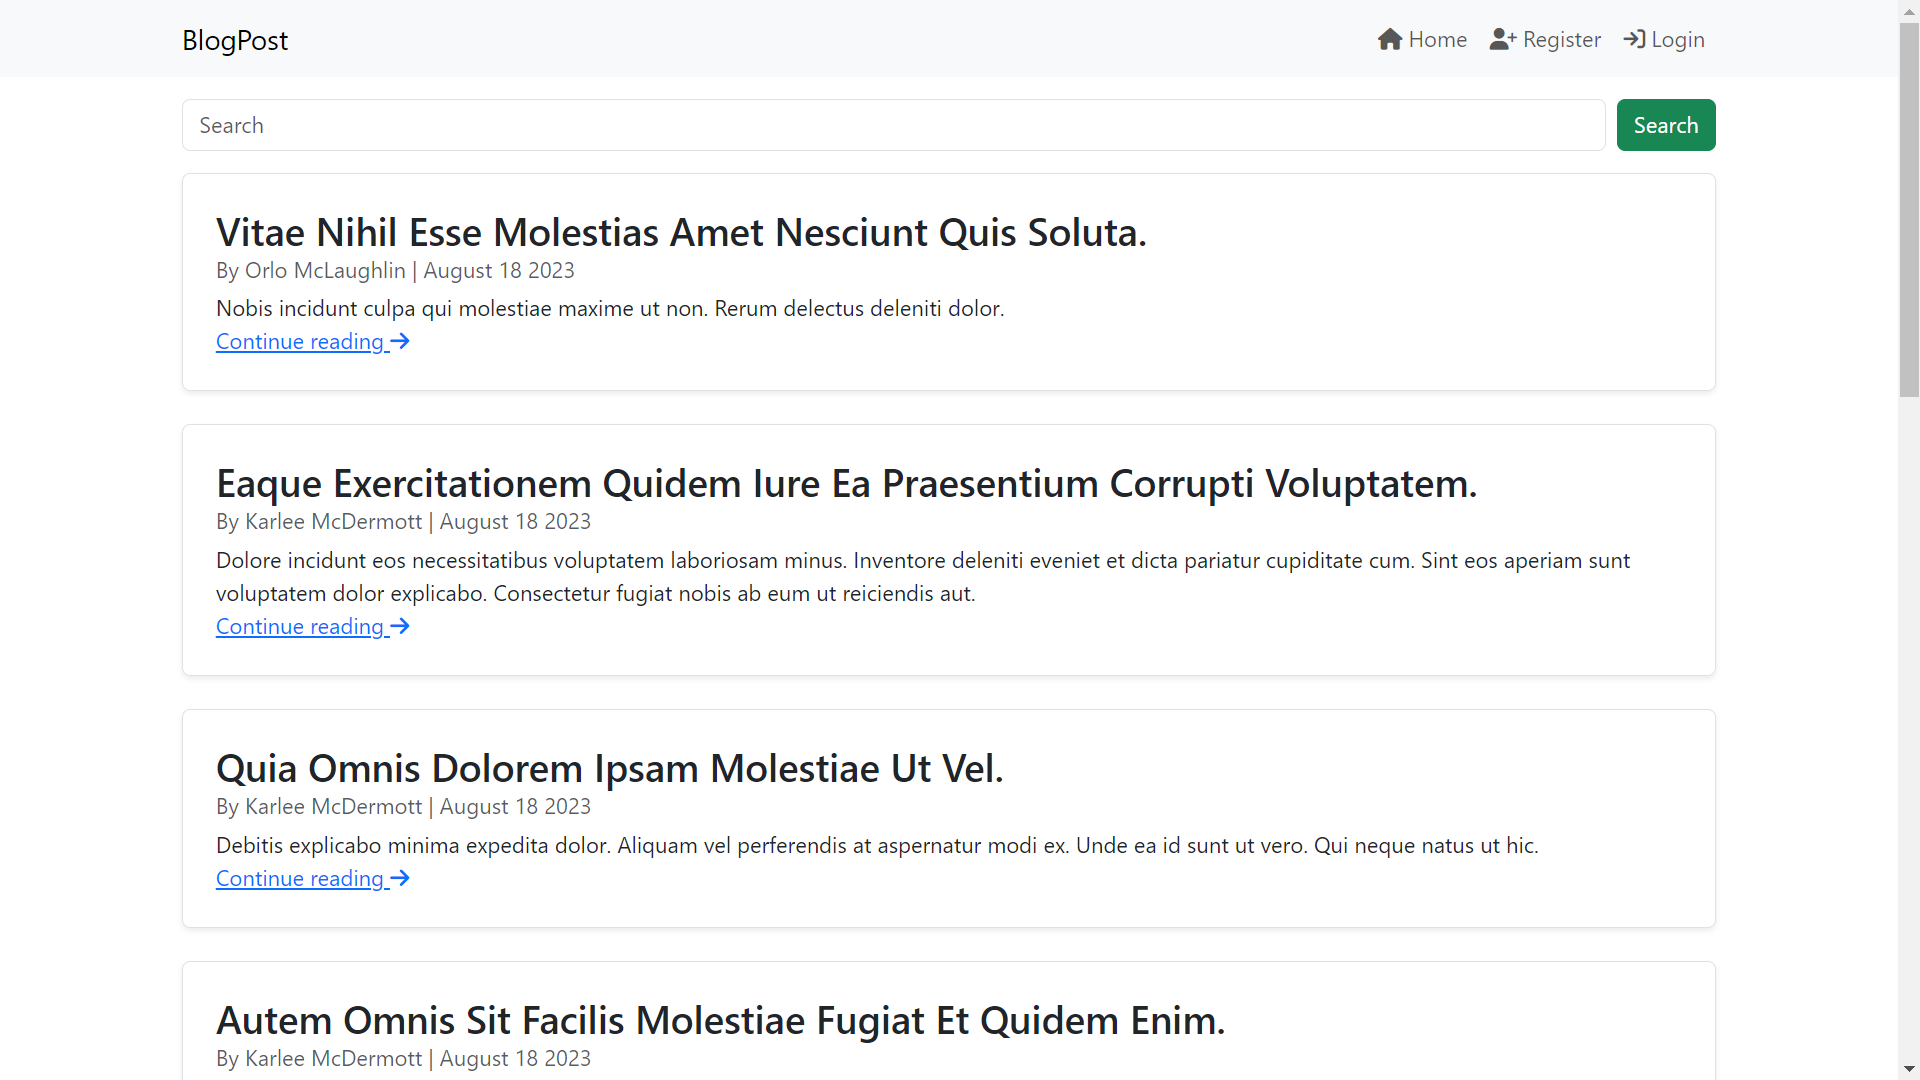 BlogPost
Home
Register
Login
Search
Search
Vitae Nihil Esse Molestias Amet Nesciunt Quis Soluta.
By Orlo McLaughlin | August 18 2023
Nobis incidunt culpa qui molestiae maxime ut non. Rerum delectus deleniti dolor.
Continue reading
Eaque Exercitationem Quidem Iure Ea Praesentium Corrupti Voluptatem.
By Karlee McDermott | August 18 2023
Dolore incidunt eos necessitatibus voluptatem laboriosam minus. Inventore deleniti eveniet et dicta pariatur cupiditate cum. Sint eos aperiam sunt
voluptatem dolor explicabo. Consectetur fugiat nobis ab eum ut reiciendis aut.
Continue reading
Quia Omnis Dolorem Ipsam Molestiae Ut Vel.
By Karlee McDermott | August 18 2023
Debitis explicabo minima expedita dolor. Aliquam vel perferendis at aspernatur modi ex. Unde ea id sunt ut vero. Qui neque natus ut hic.
Continue reading
Autem Omnis Sit Facilis Molestiae Fugiat Et Quidem Enim.
By Karlee McDermott | August 18 2023